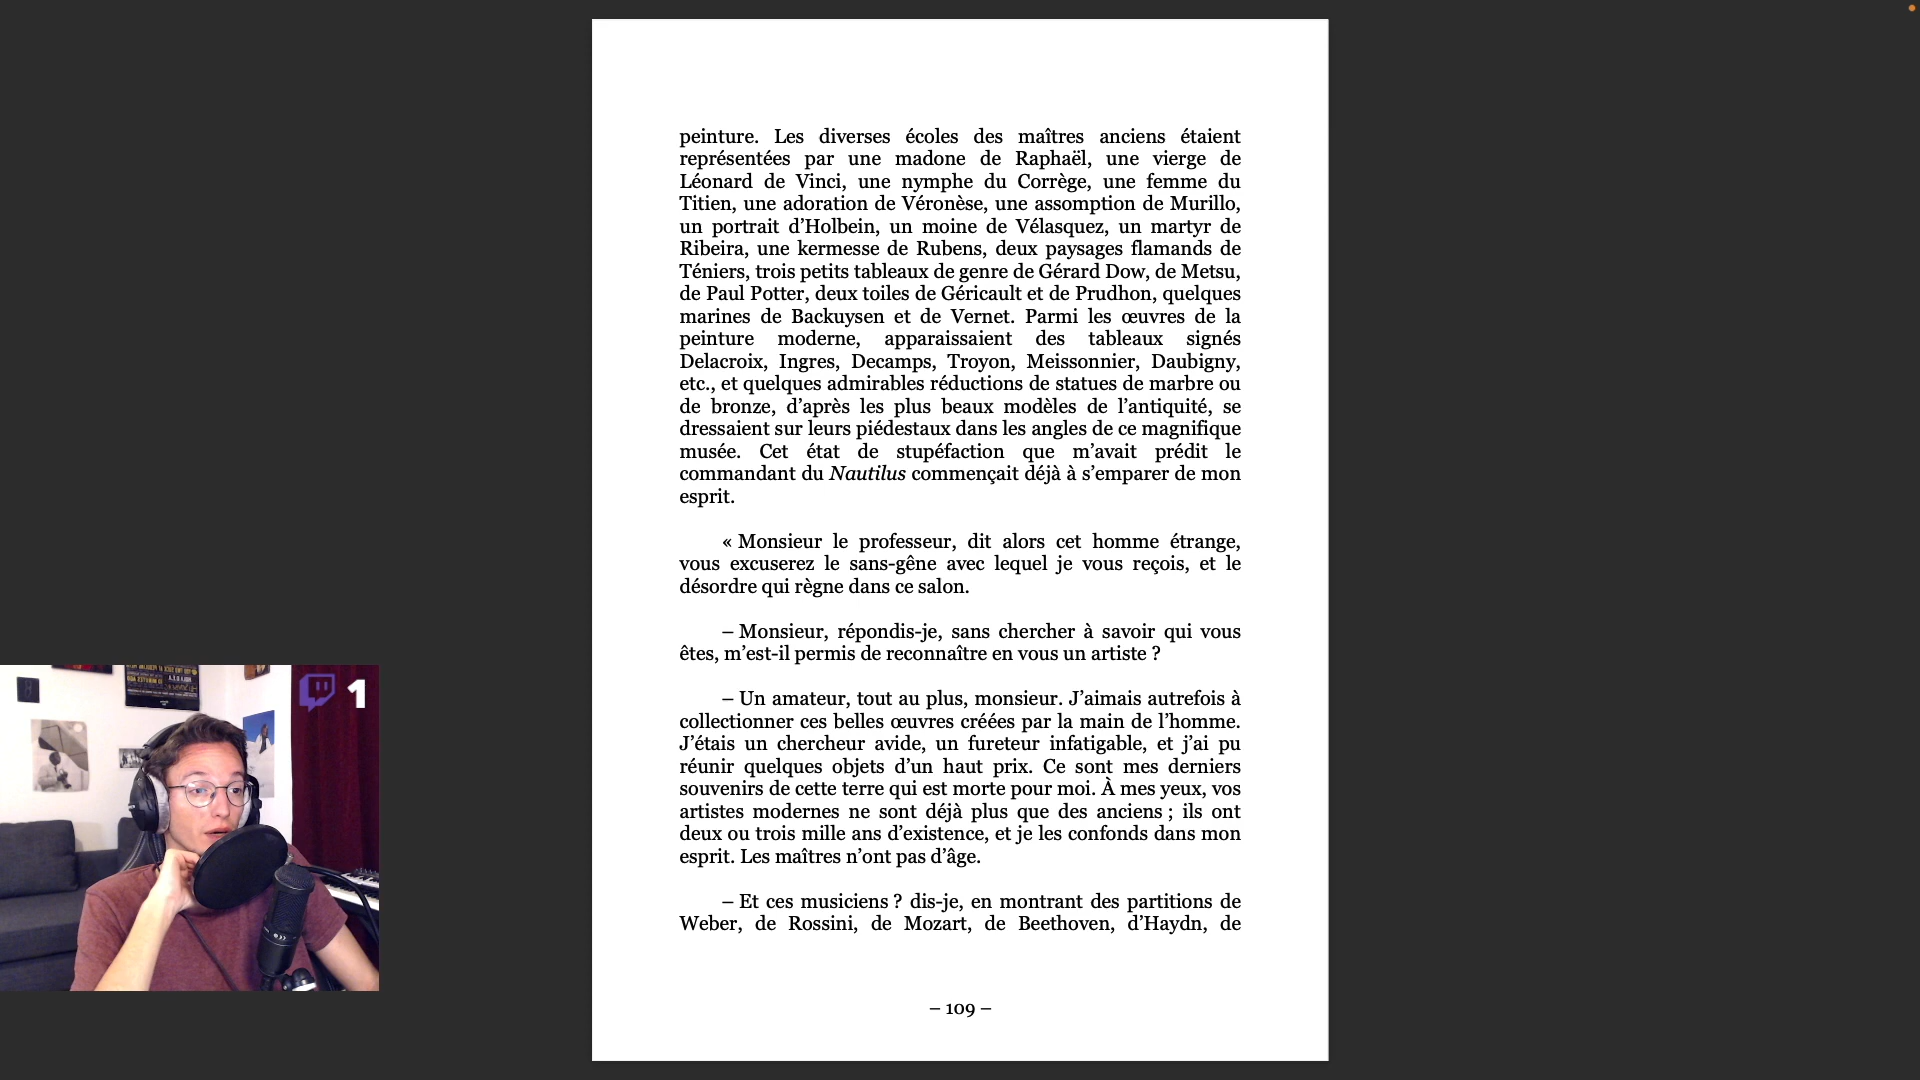 peinture. Les diverses écoles des maîtres anciens étaient
représentées par une madone de Raphaël, une vierge de
Léonard de Vinci, une nymphe du Corrège, une femme du
Titien, une adoration de Véronèse, une assomption de Murillo,
un portrait d’Holbein, un moine de Vélasquez, un martyr de
Ribeira, une kermesse de Rubens, deux paysages flamands de
Téniers, trois petits tableaux de genre de Gérard Dow, de Metsu,
de Paul Potter, deux toiles de Géricault et de Prudhon, quelques
marines de Backuysen et de Vernet. Parmi les œuvres de la
peinture moderne, apparaissaient des tableaux signés
Delacroix, Ingres, Decamps, Troyon, Meissonnier, Daubigny,
etc., et quelques admirables réductions de statues de marbre ou
de bronze, d’après les plus beaux modèles de l’antiquité, se
dressaient sur leurs piédestaux dans les angles de ce magnifique
musée. Cet état de stupéfaction que m’avait prédit le
commandant du Nautilus commençait déjà à s’emparer de mon
esprit.
« Monsieur le professeur, dit alors cet homme étrange,
vous excuserez le sans-gêne avec lequel je vous reçois, et le
désordre qui règne dans ce salon.
– Monsieur, répondis-je, sans chercher à savoir qui vous
êtes, m’est-il permis de reconnaître en vous un artiste ?
– Un amateur, tout au plus, monsieur. J’aimais autrefois à
collectionner ces belles œuvres créées par la main de l’homme.
J’étais un chercheur avide, un fureteur infatigable, et j’ai pu
réunir quelques objets d’un haut prix. Ce sont mes derniers
souvenirs de cette terre qui est morte pour moi. À mes yeux, vos
artistes modernes ne sont déjà plus que des anciens ; ils ont
deux ou trois mille ans d’existence, et je les confonds dans mon
esprit. Les maîtres n’ont pas d’âge.
– Et ces musiciens ? dis-je, en montrant des partitions de
Weber, de Rossini, de Mozart, de Beethoven, d’Haydn, de
– 109 –
1